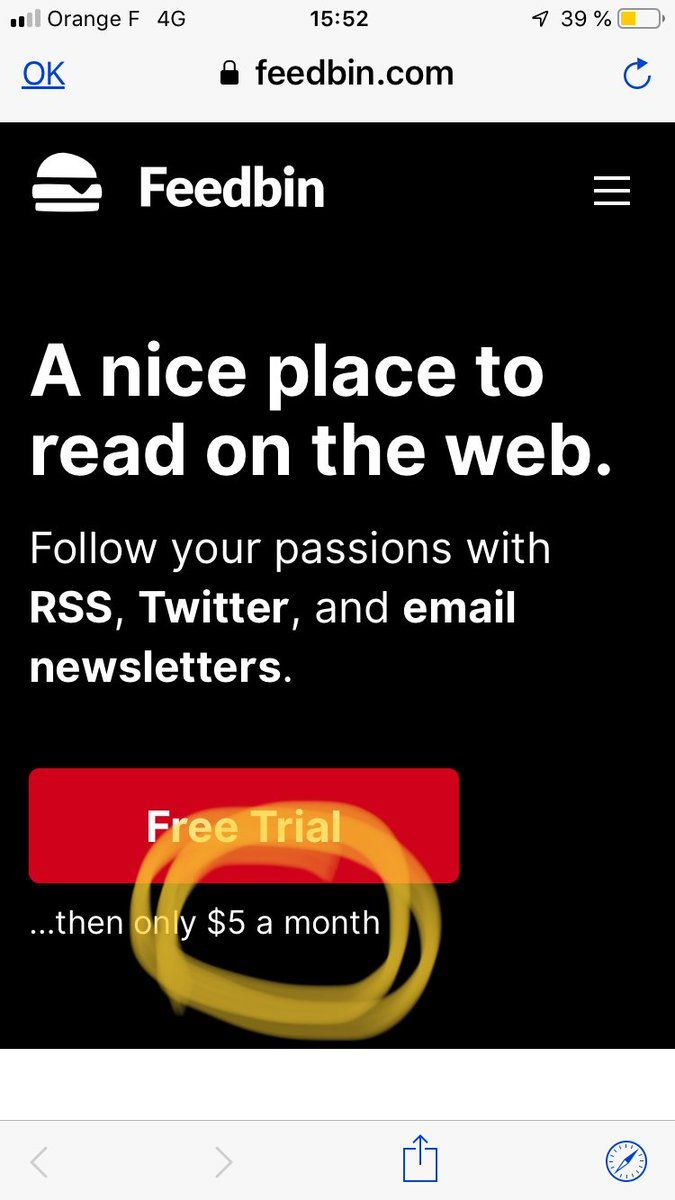 Orange F 4G 15:52 39 %
OK feedbin.com
Feedbin
A nice place to
read on the web.
Follow your passions with
RSS, Twitter, and email
newsletters.
Free Trial
...then only $5 a month